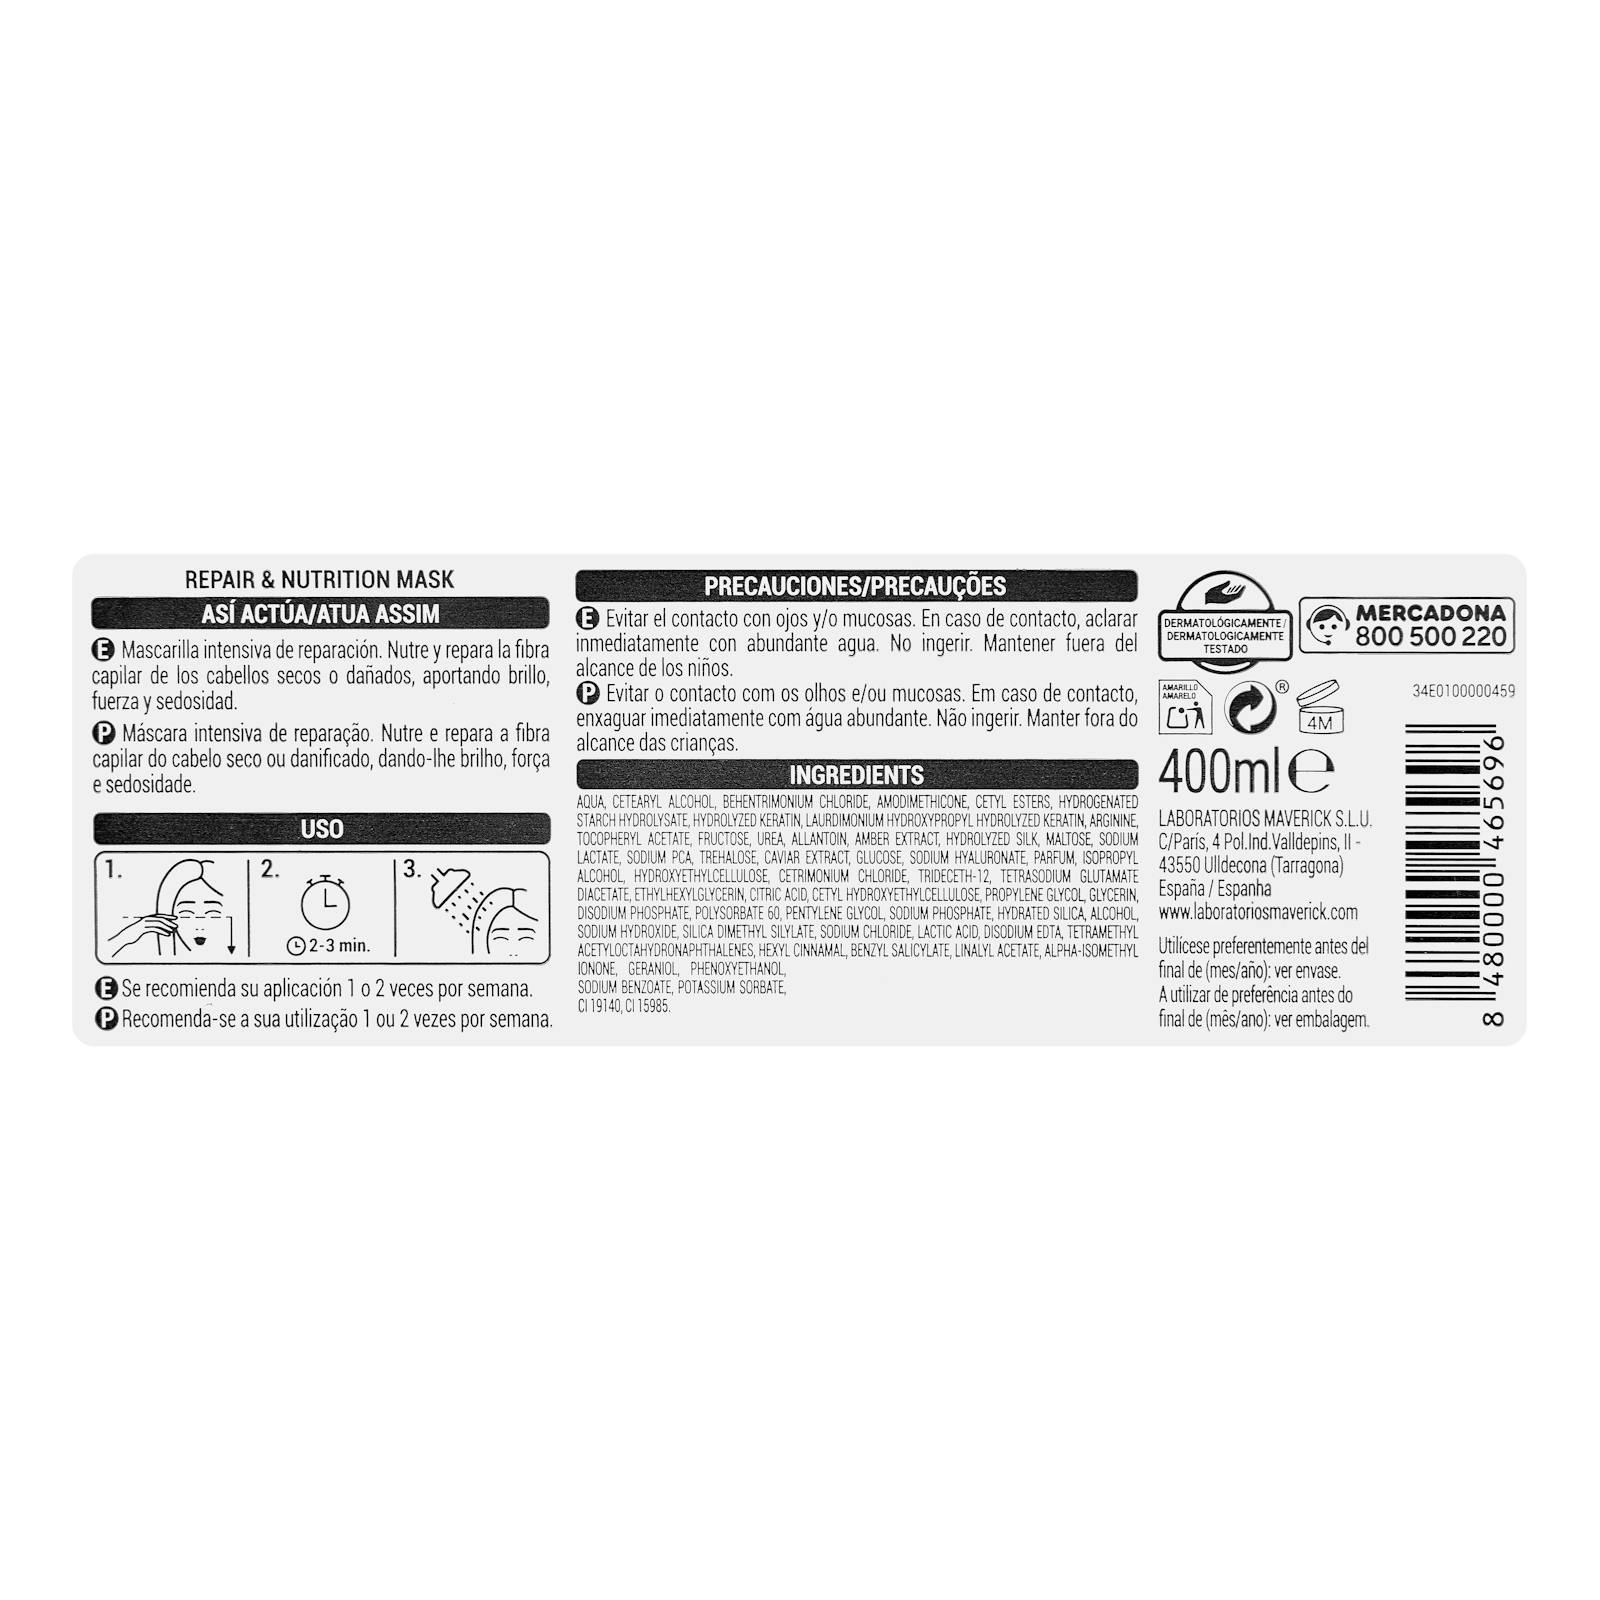 REPAIR & NUTRITION MASK
ASÍ ACTÚA/ATUA ASSIM
E Mascarilla intensiva de reparación. Nutre y repara la fibra
capilar de los cabellos secos o dañados, aportando brillo,
fuerza y sedosidad.
P Máscara intensiva de reparação. Nutre e repara a fibra
capilar do cabelo seco ou danificado, dando-lhe brilho, força
e sedosidade.
USO
1.
2.
3.
2-3 min.
E Se recomienda su aplicación 1 o 2 veces por semana.
P Recomenda-se a sua utilização 1 ou 2 vezes por semana.
PRECAUCIONES/PRECAUÇÕES
E Evitar el contacto con ojos y/o mucosas. En caso de contacto, aclarar
inmediatamente con abundante agua. No ingerir. Mantener fuera del
alcance de los niños.
P Evitar o contacto com os olhos e/ou mucosas. Em caso de contacto,
enxaguar imediatamente com água abundante. Não ingerir. Manter fora do
alcance das crianças.
INGREDIENTS
AQUA, CETEARYL ALCOHOL, BEHENTRIMONIUM CHLORIDE, AMODIMETHICONE, CETYL ESTERS, HYDROGENATED
STARCH HYDROLYSATE, HYDROLYZED KERATIN, LAURDIMONIUM HYDROXYPROPYL HYDROLYZED KERATIN, ARGININE,
TOCOPHERYL ACETATE, FRUCTOSE, UREA, ALLANTOIN, AMBER EXTRACT, HYDROLYZED SILK, MALTOSE, SODIUM
LACTATE, SODIUM PCA, TREHALOSE, CAVIAR EXTRACT, GLUCOSE, SODIUM HYALURONATE, PARFUM, ISOPROPYL
ALCOHOL, HYDROXYETHYLCELLULOSE, CETRIMONIUM CHLORIDE, TRIDECETH-12, TETRASODIUM GLUTAMATE
DIACETATE, ETHYLHEXYLGLYCERIN, CITRIC ACID, CETYL HYDROXYETHYLCELLULOSE, PROPYLENE GLYCOL, GLYCERIN,
DISODIUM PHOSPHATE, POLYSORBATE 60, PENTYLENE GLYCOL, SODIUM PHOSPHATE, HYDRATED SILICA, ALCOHOL,
SODIUM HYDROXIDE, SILICA DIMETHYL SILYLATE, SODIUM CHLORIDE, LACTIC ACID, DISODIUM EDTA, TETRAMETHYL
ACETYLOCTAHYDRONAPHTHALENES, HEXYL CINNAMAL, BENZYL SALICYLATE, LINALYL ACETATE, ALPHA-ISOMETHYL
IONONE, GERANIOL, PHENOXYETHANOL,
SODIUM BENZOATE, POTASSIUM SORBATE,
CI 19140, CI 15985.
DERMATOLÓGICAMENTE/
DERMATOLOGICAMENTE
TESTADO
MERCADONA
800 500 220
AMARILLO
AMARELO
®
4M
34E0100000459
400ml e
LABORATORIOS MAVERICK S.L.U.
C/París, 4 Pol.Ind.Valldepins, II -
43550 Ulldecona (Tarragona)
España / Espanha
www.laboratoriosmaverick.com
Utilícese preferentemente antes del
final de (mes/año): ver envase.
A utilizar de preferência antes do
final de (mês/ano): ver embalagem.
8 480000 465696